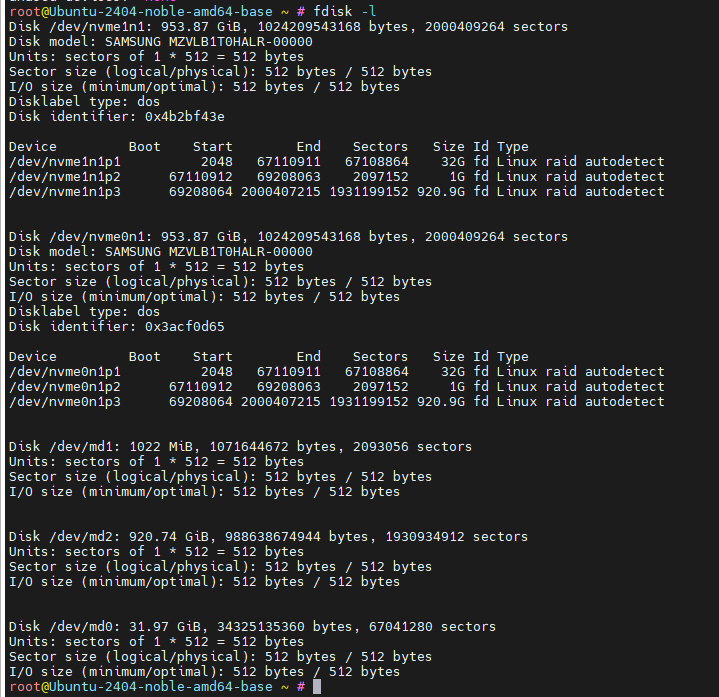 root@Ubuntu-2404-noble-amd64-base ~ # fdisk -l
Disk /dev/nvme1n1: 953.87 GiB, 1024209543168 bytes, 2000409264 sectors
Disk model: SAMSUNG MZVLB1T0HALR-00000
Units: sectors of 1 * 512 = 512 bytes
Sector size (logical/physical): 512 bytes / 512 bytes
I/O size (minimum/optimal): 512 bytes / 512 bytes
Disklabel type: dos
Disk identifier: 0x4b2bf43e
Device         Boot    Start        End    Sectors   Size Id Type
/dev/nvme1n1p1          2048   67110911   67108864    32G fd Linux raid autodetect
/dev/nvme1n1p2      67110912   69208063    2097152     1G fd Linux raid autodetect
/dev/nvme1n1p3      69208064 2000407215 1931199152 920.9G fd Linux raid autodetect
Disk /dev/nvme0n1: 953.87 GiB, 1024209543168 bytes, 2000409264 sectors
Disk model: SAMSUNG MZVLB1T0HALR-00000
Units: sectors of 1 * 512 = 512 bytes
Sector size (logical/physical): 512 bytes / 512 bytes
I/O size (minimum/optimal): 512 bytes / 512 bytes
Disklabel type: dos
Disk identifier: 0x3acf0d65
Device         Boot    Start        End    Sectors   Size Id Type
/dev/nvme0n1p1          2048   67110911   67108864    32G fd Linux raid autodetect
/dev/nvme0n1p2      67110912   69208063    2097152     1G fd Linux raid autodetect
/dev/nvme0n1p3      69208064 2000407215 1931199152 920.9G fd Linux raid autodetect
Disk /dev/md1: 1022 MiB, 1071644672 bytes, 2093056 sectors
Units: sectors of 1 * 512 = 512 bytes
Sector size (logical/physical): 512 bytes / 512 bytes
I/O size (minimum/optimal): 512 bytes / 512 bytes
Disk /dev/md2: 920.74 GiB, 988638674944 bytes, 1930934912 sectors
Units: sectors of 1 * 512 = 512 bytes
Sector size (logical/physical): 512 bytes / 512 bytes
I/O size (minimum/optimal): 512 bytes / 512 bytes
Disk /dev/md0: 31.97 GiB, 34325135360 bytes, 67041280 sectors
Units: sectors of 1 * 512 = 512 bytes
Sector size (logical/physical): 512 bytes / 512 bytes
I/O size (minimum/optimal): 512 bytes / 512 bytes
root@Ubuntu-2404-noble-amd64-base ~ #